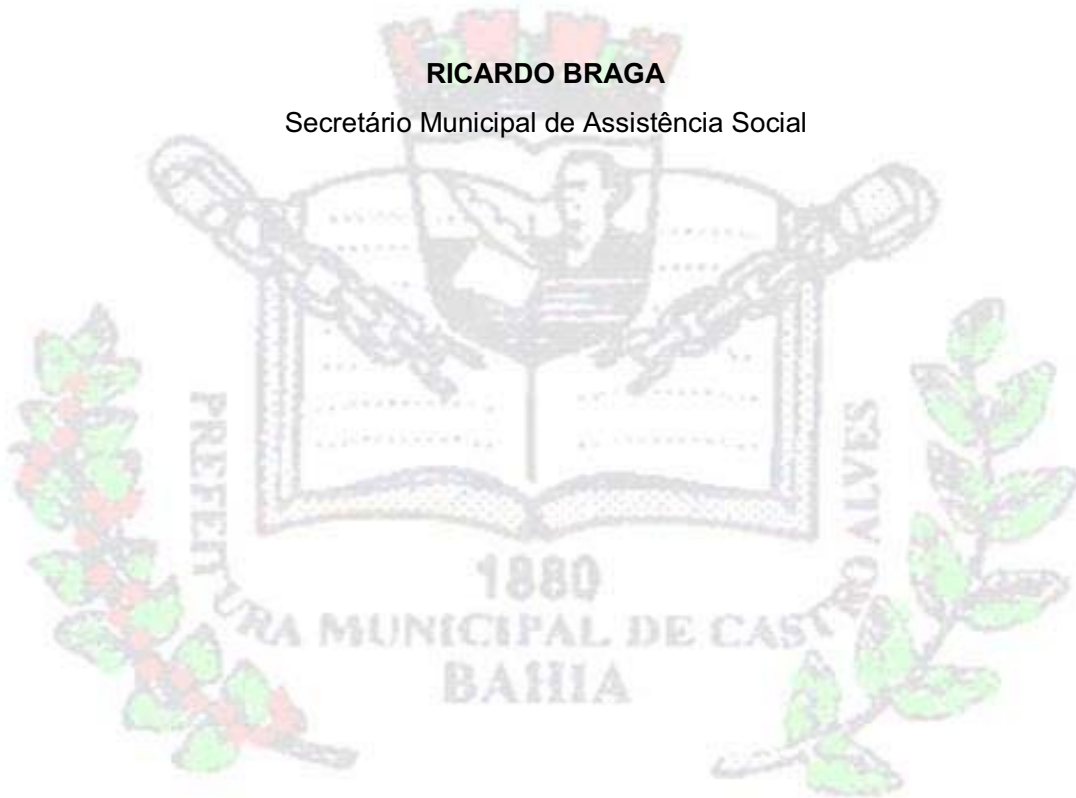 RICARDO BRAGA
Secretário Municipal de Assistência Social
1880
PREFEITURA MUNICIPAL DE CASTRO ALVES
BAHIA